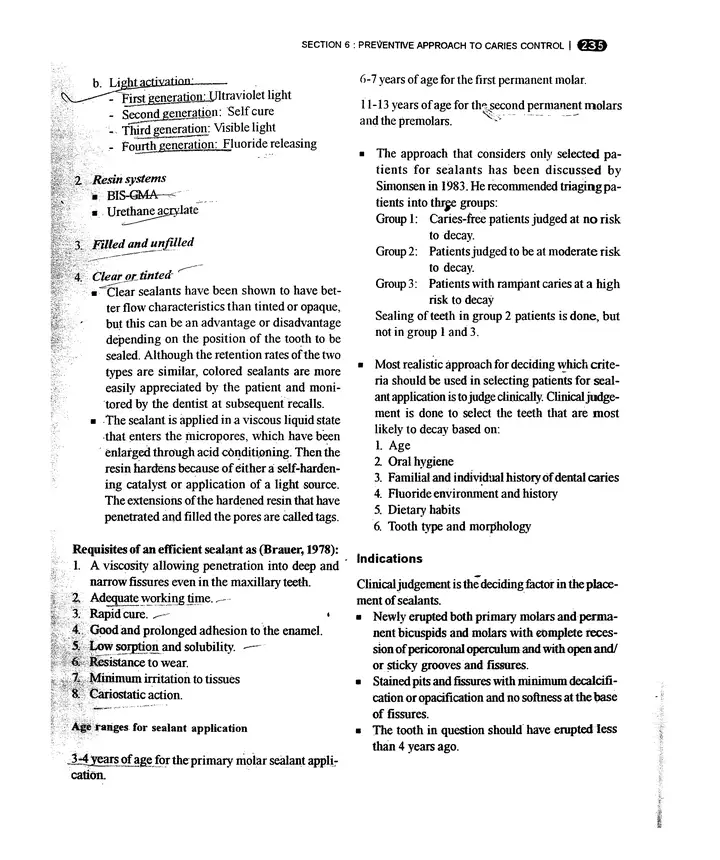 SECTION 6 : PREVENTIVE APPROACH TO CARIES CONTROL | 235
b. Light activation:
- First generation: Ultraviolet light
- Second generation: Self cure
- Third generation: Visible light
- Fourth generation: Fluoride releasing
2. Resin systems
■ BIS-GMA
■ Urethane acrylate
3. Filled and unfilled
4. Clear or tinted
■ Clear sealants have been shown to have bet-
ter flow characteristics than tinted or opaque,
but this can be an advantage or disadvantage
depending on the position of the tooth to be
sealed. Although the retention rates of the two
types are similar, colored sealants are more
easily appreciated by the patient and moni-
tored by the dentist at subsequent recalls.
■ The sealant is applied in a viscous liquid state
that enters the micropores, which have been
enlarged through acid conditioning. Then the
resin hardens because of either a self-harden-
ing catalyst or application of a light source.
The extensions of the hardened resin that have
penetrated and filled the pores are called tags.
Requisites of an efficient sealant as (Brauer, 1978):
1. A viscosity allowing penetration into deep and
narrow fissures even in the maxillary teeth.
2. Adequate working time.
3. Rapid cure.
4. Good and prolonged adhesion to the enamel.
5. Low sorption and solubility.
6. Resistance to wear.
7. Minimum irritation to tissues
8. Cariostatic action.
Age ranges for sealant application
3-4 years of age for the primary molar sealant appli-
cation.
6-7 years of age for the first permanent molar.
11-13 years of age for the second permanent molars
and the premolars.
■ The approach that considers only selected pa-
tients for sealants has been discussed by
Simonsen in 1983. He recommended triaging pa-
tients into three groups:
Group 1: Caries-free patients judged at no risk
to decay.
Group 2: Patients judged to be at moderate risk
to decay.
Group 3: Patients with rampant caries at a high
risk to decay
Sealing of teeth in group 2 patients is done, but
not in group 1 and 3.
■ Most realistic approach for deciding which crite-
ria should be used in selecting patients for seal-
ant application is to judge clinically. Clinical judge-
ment is done to select the teeth that are most
likely to decay based on:
1. Age
2. Oral hygiene
3. Familial and individual history of dental caries
4. Fluoride environment and history
5. Dietary habits
6. Tooth type and morphology
Indications
Clinical judgement is the deciding factor in the place-
ment of sealants.
■ Newly erupted both primary molars and perma-
nent bicuspids and molars with complete reces-
sion of pericoronal operculum and with open and/
or sticky grooves and fissures.
■ Stained pits and fissures with minimum decalcifi-
cation or opacification and no softness at the base
of fissures.
■ The tooth in question should have erupted less
than 4 years ago.